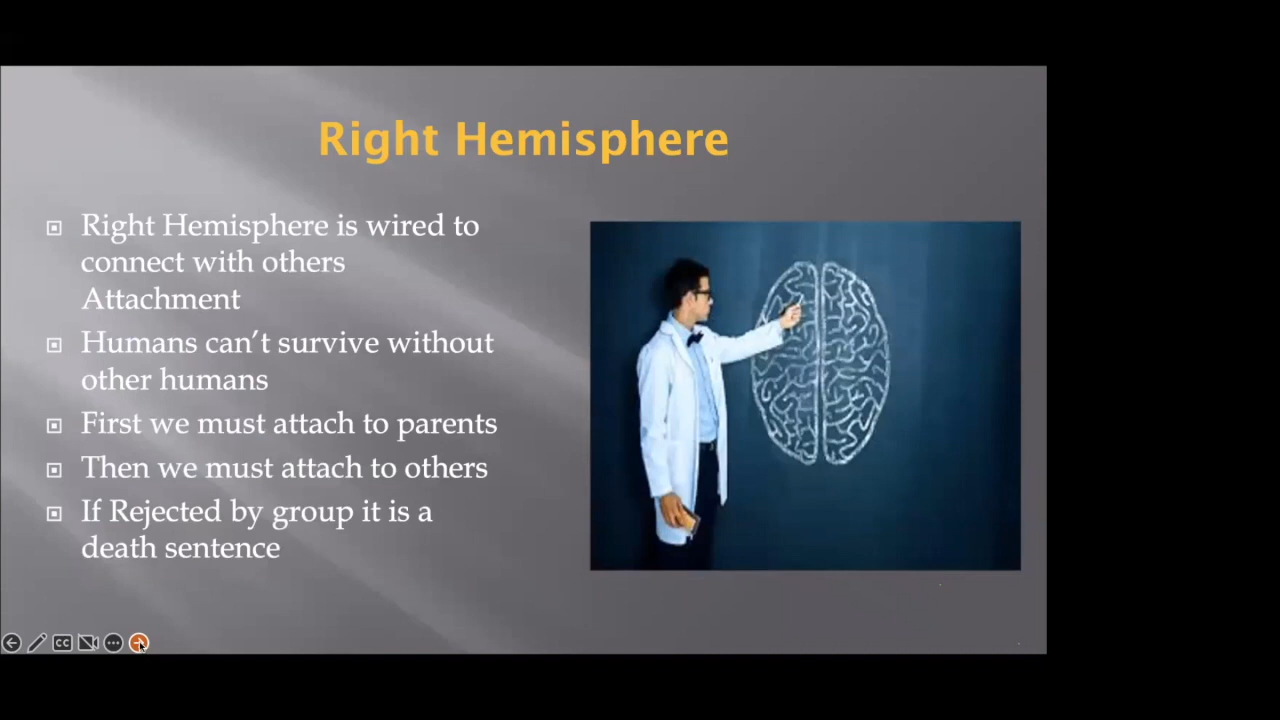 Right Hemisphere
Right Hemisphere is wired to
connect with others
Attachment
Humans can’t survive without
other humans
First we must attach to parents
Then we must attach to others
If Rejected by group it is a
death sentence
CC